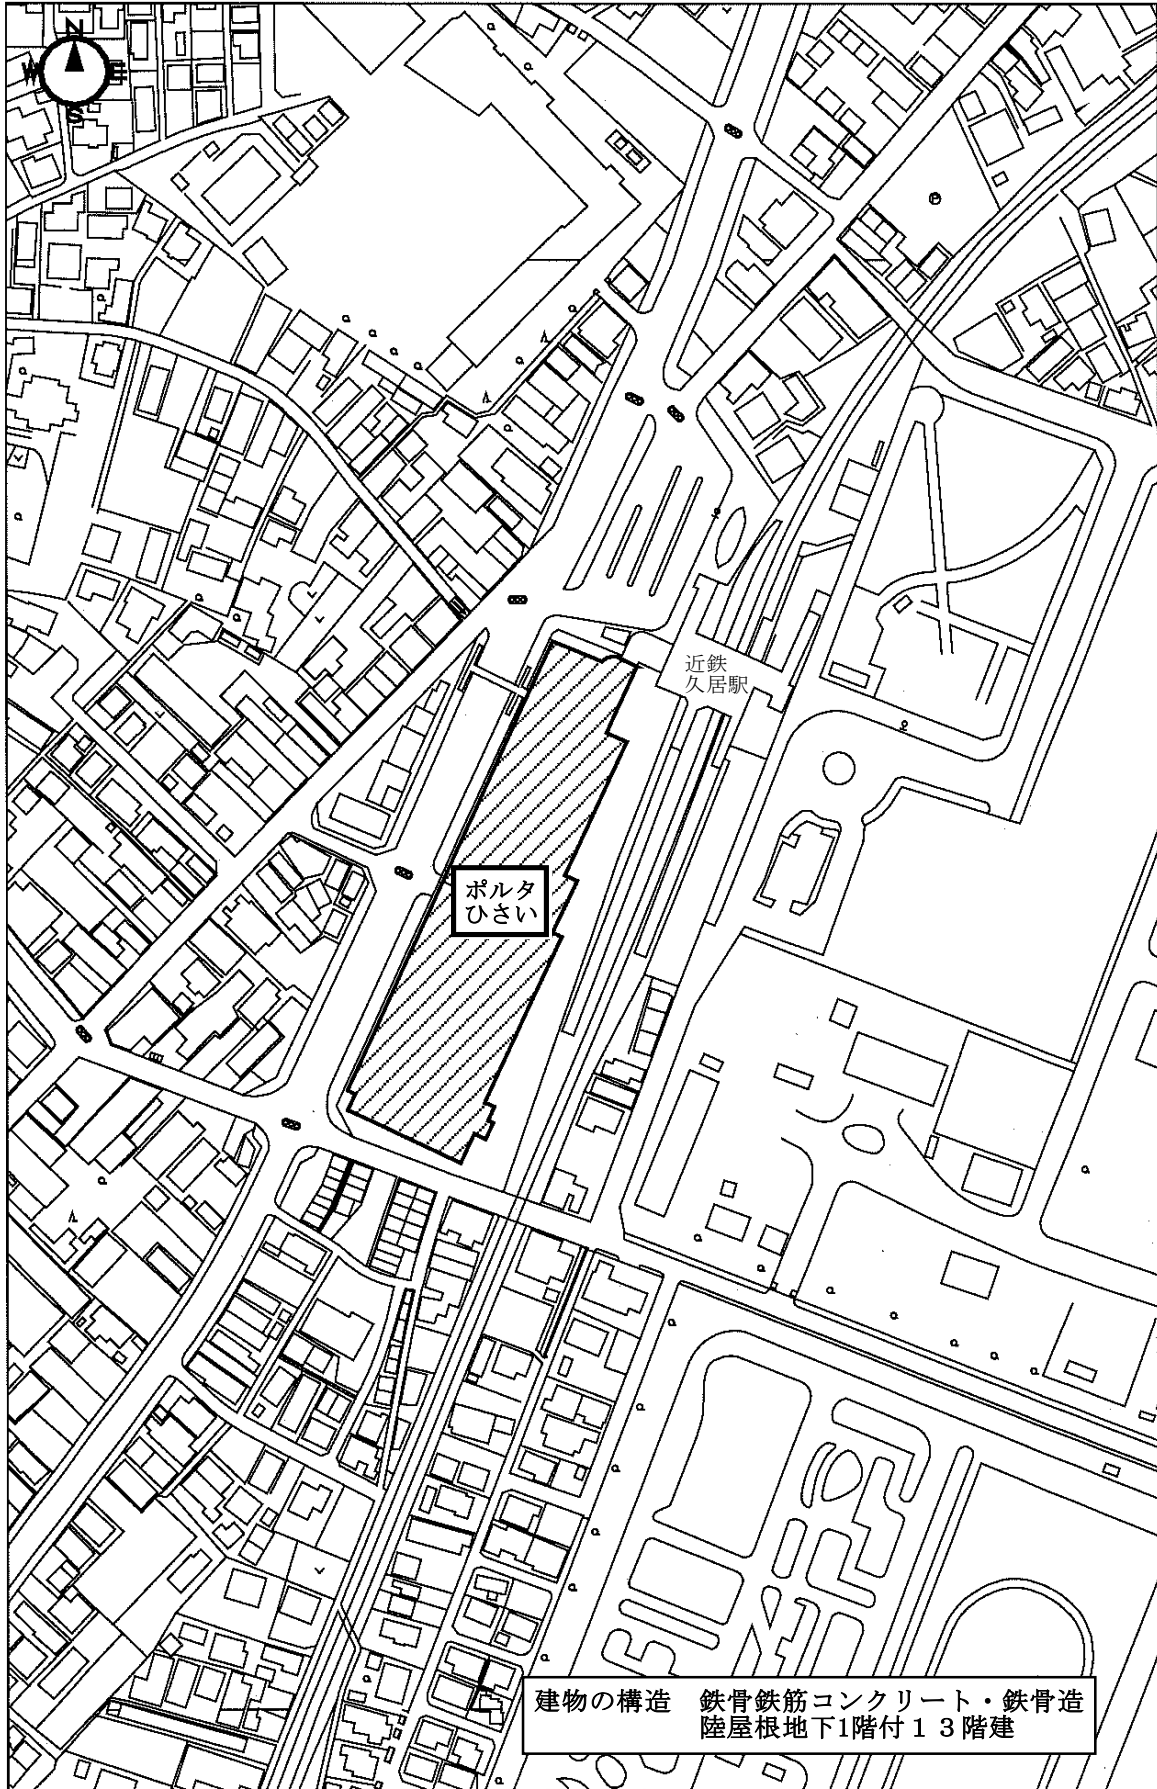 N
W E
S
P
近鉄
久居駅
ポルタ
ひさい
建物の構造　鉄骨鉄筋コンクリート・鉄骨造
陸屋根地下1階付１３階建